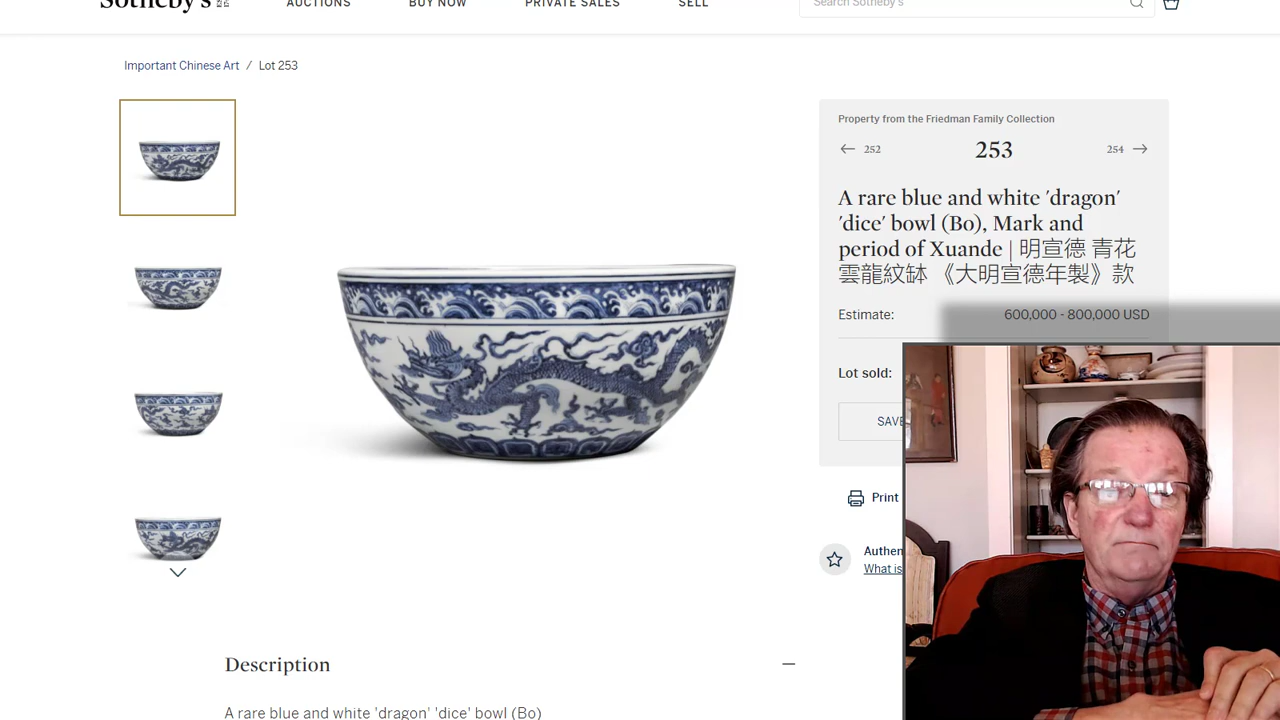 Sotheby's
AUCTIONS
BUY NOW
PRIVATE SALES
SELL
Search Sotheby's
Important Chinese Art / Lot 253
Property from the Friedman Family Collection
252
253
254
A rare blue and white 'dragon'
'dice' bowl (Bo), Mark and
period of Xuande | 明宣德 青花
雲龍紋缽 《大明宣德年製》款
Estimate: 600,000 - 800,000 USD
Lot sold:
SAVE
Print
Authen
What is
Description
A rare blue and white 'dragon' 'dice' bowl (Bo)